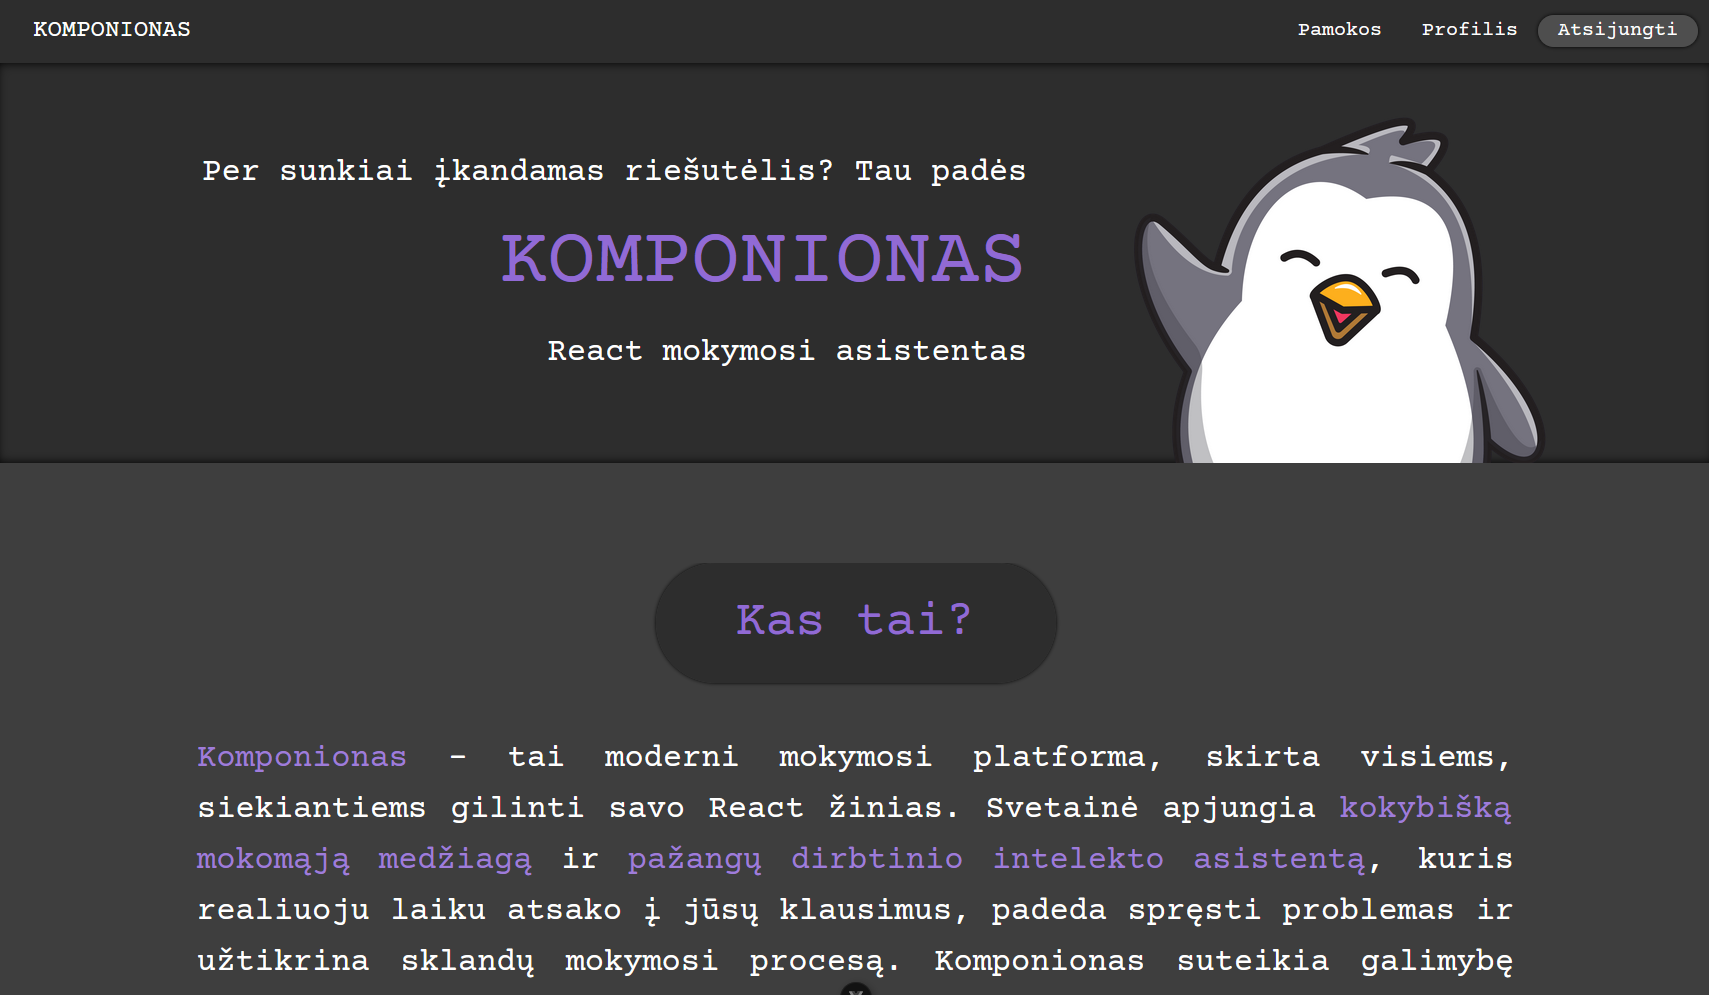 KOMPONIONAS
Pamokos
Profilis
Atsijungti
Per sunkiai įkandamas riešutėlis? Tau padės
KOMPONIONAS
React mokymosi asistentas
Kas tai?
Komponionas – tai moderni mokymosi platforma, skirta visiems,
siekiantiems gilinti savo React žinias. Svetainė apjungia kokybišką
mokomąją medžiagą ir pažangų dirbtinio intelekto asistentą, kuris
realiuoju laiku atsako į jūsų klausimus, padeda spręsti problemas ir
užtikrina sklandų mokymosi procesą. Komponionas suteikia galimybę